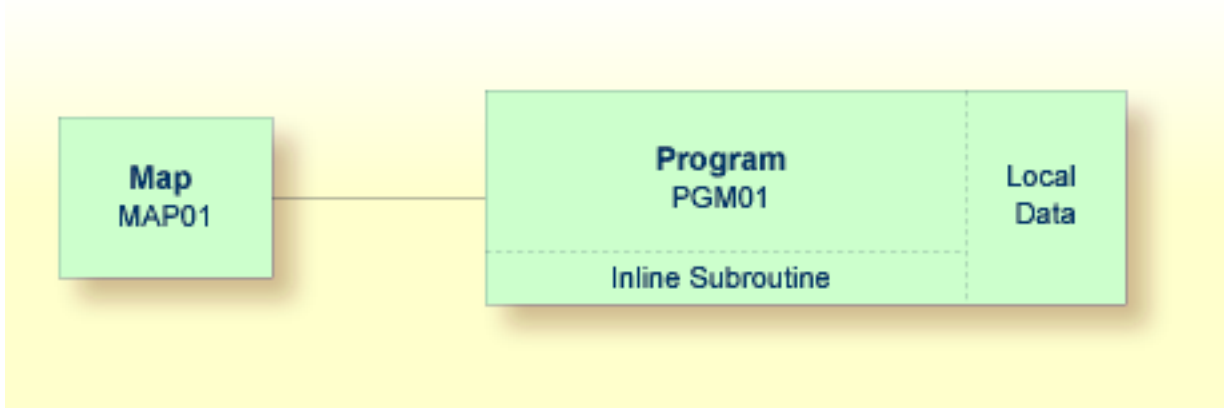 Map
MAP01
Program
PGM01
Inline Subroutine
Local
Data